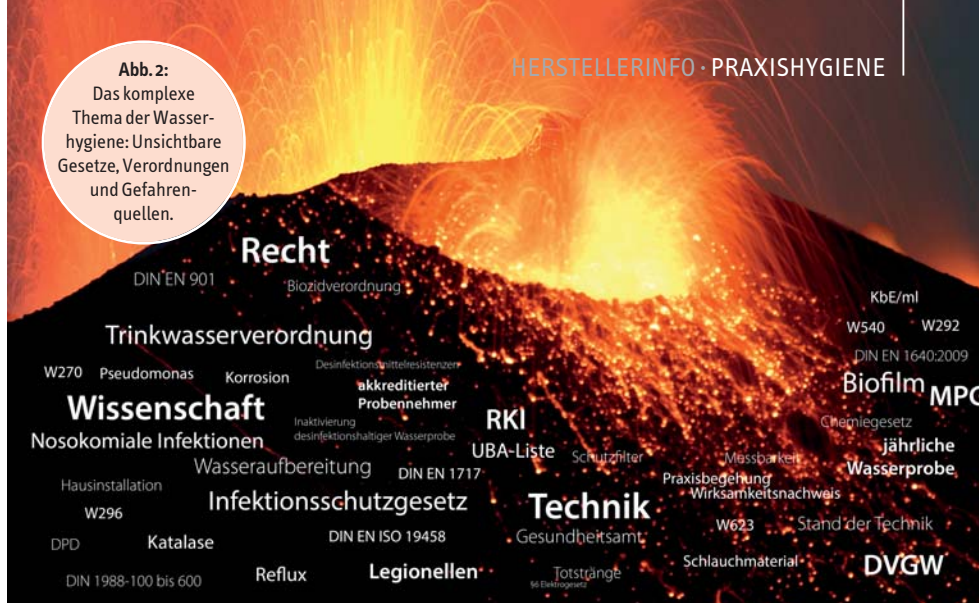 HERSTELLERINFO · PRAXISHYGIENE
Abb. 2:
Das komplexe
Thema der Wasser-
hygiene: Unsichtbare
Gesetze, Verordnungen
und Gefahren-
quellen.
Recht
DIN EN 901
Biozidverordnung
KbE/ml
W540 W292
Trinkwasserverordnung
DIN EN 1640:2009
Desinfektionsmittelresistenzen
W270 Pseudomonas Korrosion
akkreditierter
Probennehmer
Biofilm MPG
Wissenschaft
Inaktivierung
desinfektionshaltiger Wasserprobe
RKI
Chemiegesetz
Nosokomiale Infektionen
UBA-Liste
Schutzfilter
Messbarkeit
jährliche
Wasserprobe
Wasseraufbereitung
DIN EN 1717
Praxisbegehung
Wirksamkeitsnachweis
Hausinstallation
Infektionsschutzgesetz
Technik
W296
W623
Stand der Technik
DPD
Katalase
DIN EN ISO 19458
Gesundheitsamt
Schlauchmaterial
DVGW
DIN 1988-100 bis 600
Reflux
Legionellen
Totstränge
§6 Elektrogesetz